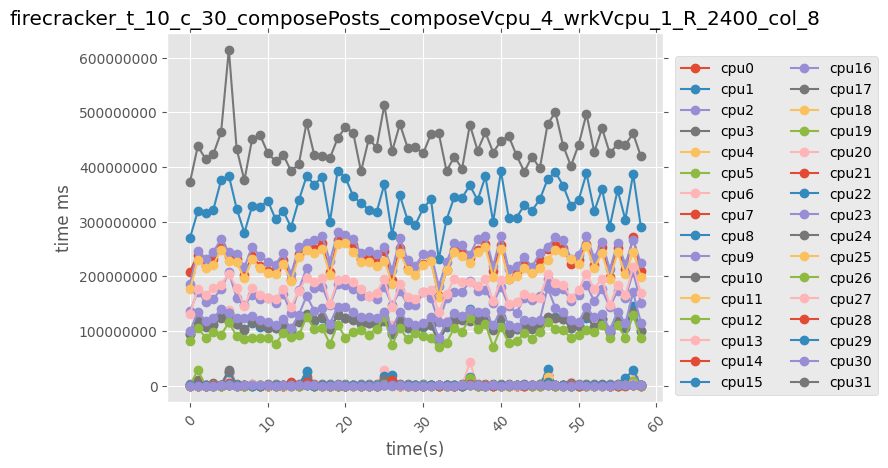 firecracker_t_10_c_30_composePosts_composeVcpu_4_wrkVcpu_1_R_2400_col_8
600000000
500000000
400000000
300000000
200000000
100000000
0
time ms
0
10
20
30
40
50
60
time(s)
cpu0
cpu1
cpu2
cpu3
cpu4
cpu5
cpu6
cpu7
cpu8
cpu9
cpu10
cpu11
cpu12
cpu13
cpu14
cpu15
cpu16
cpu17
cpu18
cpu19
cpu20
cpu21
cpu22
cpu23
cpu24
cpu25
cpu26
cpu27
cpu28
cpu29
cpu30
cpu31